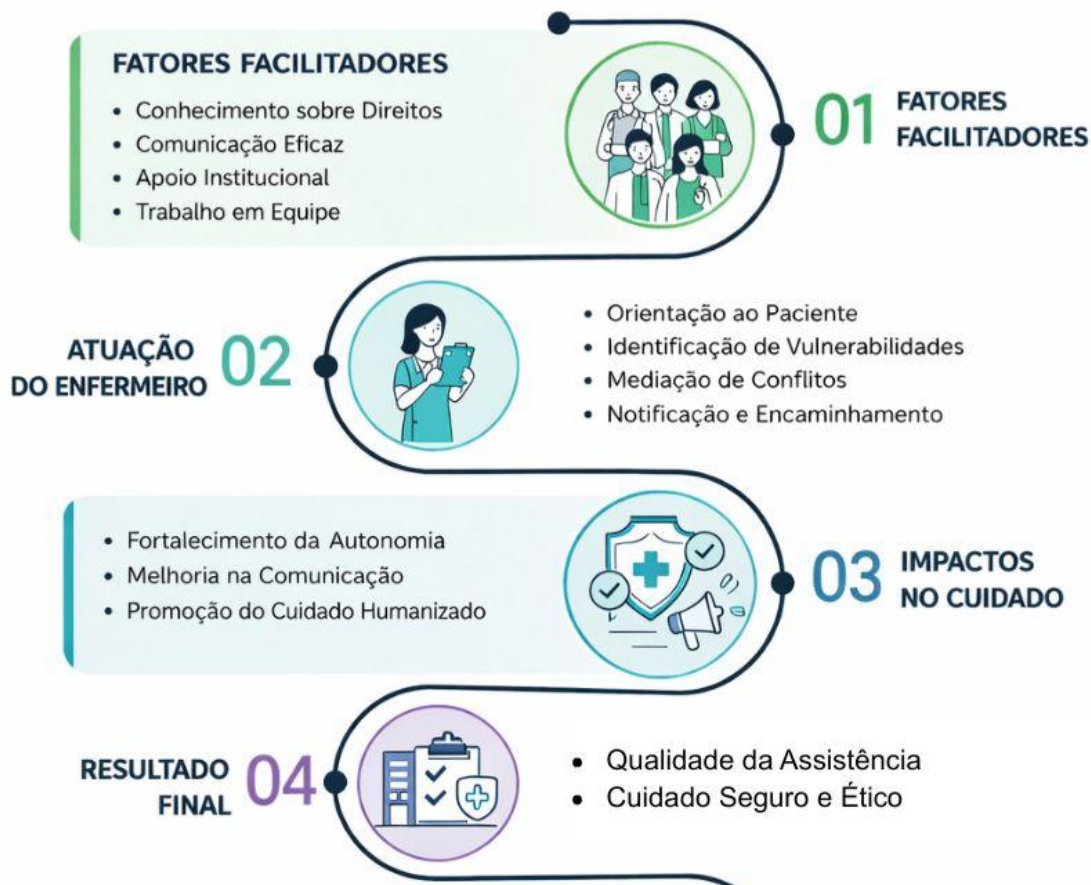 FATORES FACILITADORES
• Conhecimento sobre Direitos
• Comunicação Eficaz
• Apoio Institucional
• Trabalho em Equipe
01
FATORES
FACILITADORES
ATUAÇÃO
DO ENFERMEIRO
02
• Orientação ao Paciente
• Identificação de Vulnerabilidades
• Mediação de Conflitos
• Notificação e Encaminhamento
• Fortalecimento da Autonomia
• Melhoria na Comunicação
• Promoção do Cuidado Humanizado
03
IMPACTOS
NO CUIDADO
RESULTADO
FINAL
04
• Qualidade da Assistência
• Cuidado Seguro e Ético